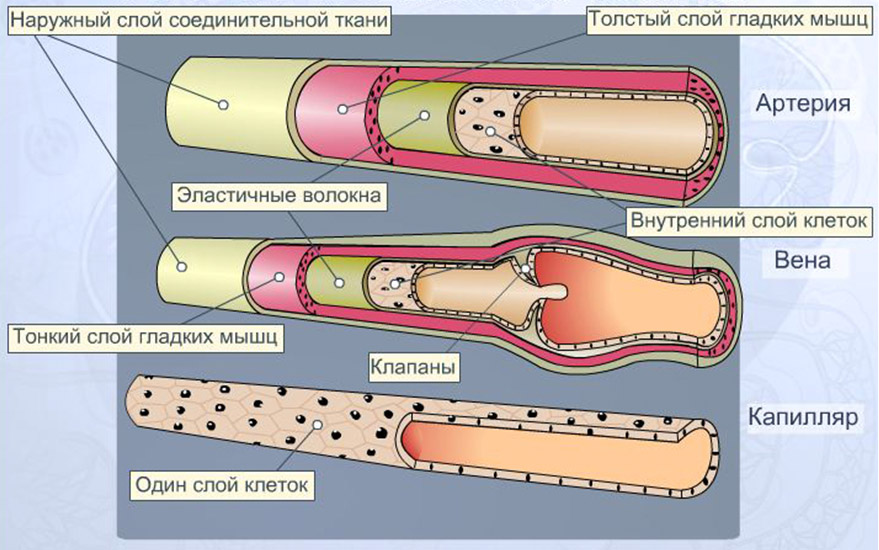 Наружный слой соединительной ткани
Толстый слой гладких мышц
Артерия
Эластичные волокна
Внутренний слой клеток
Вена
Тонкий слой гладких мышц
Клапаны
Капилляр
Один слой клеток